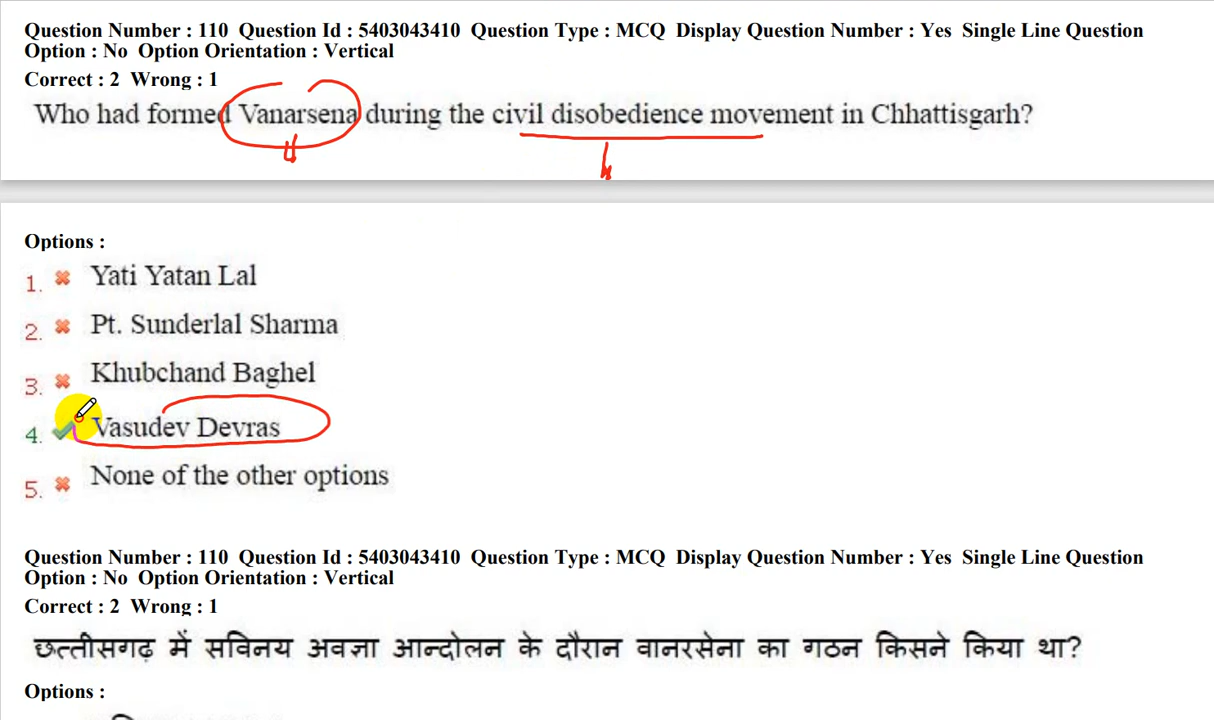 Question Number : 110 Question Id : 5403043410 Question Type : MCQ Display Question Number : Yes Single Line Question
Option : No Option Orientation : Vertical
Correct : 2 Wrong : 1
Who had formed Vanarsena during the civil disobedience movement in Chhattisgarh?
Options :
1. Yati Yatan Lal
2. Pt. Sunderlal Sharma
3. Khubchand Baghel
4. Vasudev Devras
5. None of the other options
Question Number : 110 Question Id : 5403043410 Question Type : MCQ Display Question Number : Yes Single Line Question
Option : No Option Orientation : Vertical
Correct : 2 Wrong : 1
छत्तीसगढ़ में सविनय अवज्ञा आन्दोलन के दौरान वानरसेना का गठन किसने किया था?
Options :